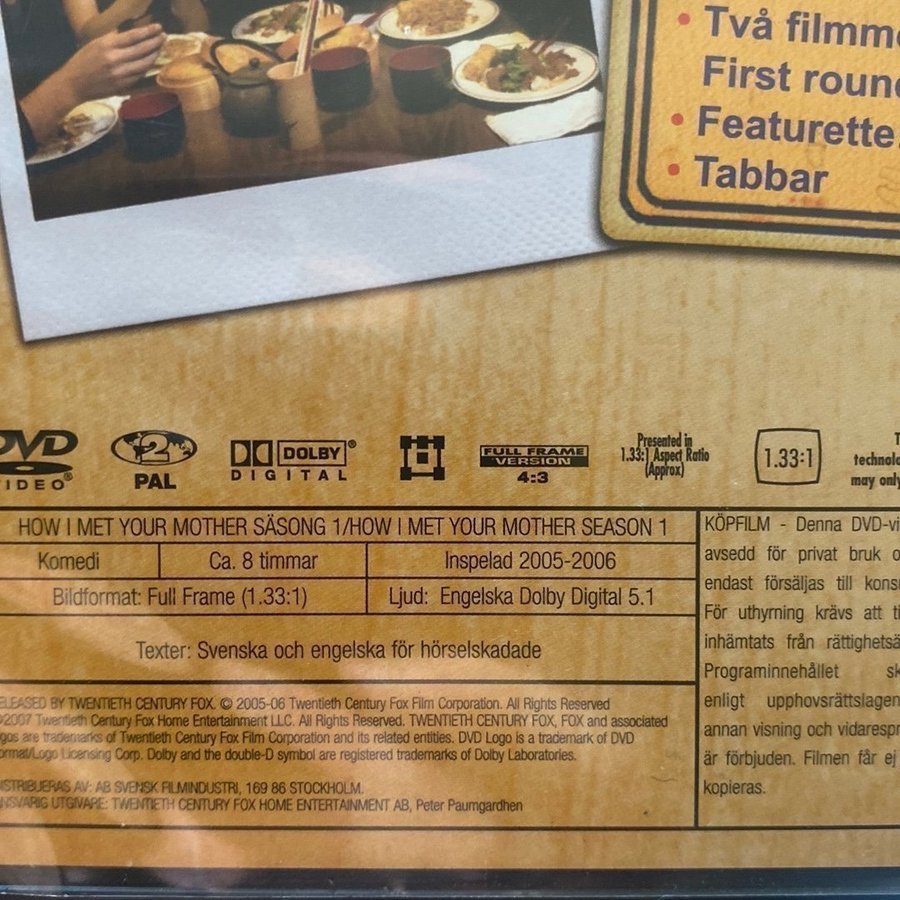 Två filmm
First roun
Featurette
Tabbar
DVD
VIDEO
2
PAL
DOLBY
DIGITAL
FULL FRAME
VERSION
4:3
Presented in
1.33:1 Aspect Ratio
(Approx)
1.33:1
T
technolo
may only
HOW I MET YOUR MOTHER SÄSONG 1/HOW I MET YOUR MOTHER SEASON 1
Komedi
Ca. 8 timmar
Inspelad 2005-2006
Bildformat: Full Frame (1.33:1)
Ljud: Engelska Dolby Digital 5.1
Texter: Svenska och engelska för hörselskadade
ELEASED BY TWENTIETH CENTURY FOX. © 2005-06 Twentieth Century Fox Film Corporation. All Rights Reserved
©2007 Twentieth Century Fox Home Entertainment LLC. All Rights Reserved. TWENTIETH CENTURY FOX, FOX and associated
ogos are trademarks of Twentieth Century Fox Film Corporation and its related entities. DVD Logo is a trademark of DVD
ormat/Logo Licensing Corp. Dolby and the double-D symbol are registered trademarks of Dolby Laboratories.
ISTRIBUERAS AV: AB SVENSK FILMINDUSTRI, 169 86 STOCKHOLM.
NSVARIG UTGIVARE: TWENTIETH CENTURY FOX HOME ENTERTAINMENT AB, Peter Paumgardhen
KÖPFILM - Denna DVD-vi
avsedd för privat bruk o
endast försäljas till kons
För uthyrning krävs att ti
inhämtats från rättighetsä
Programinnehållet sk
enligt upphovsrättslagen
annan visning och vidarespr
är förbjuden. Filmen får ej
kopieras.